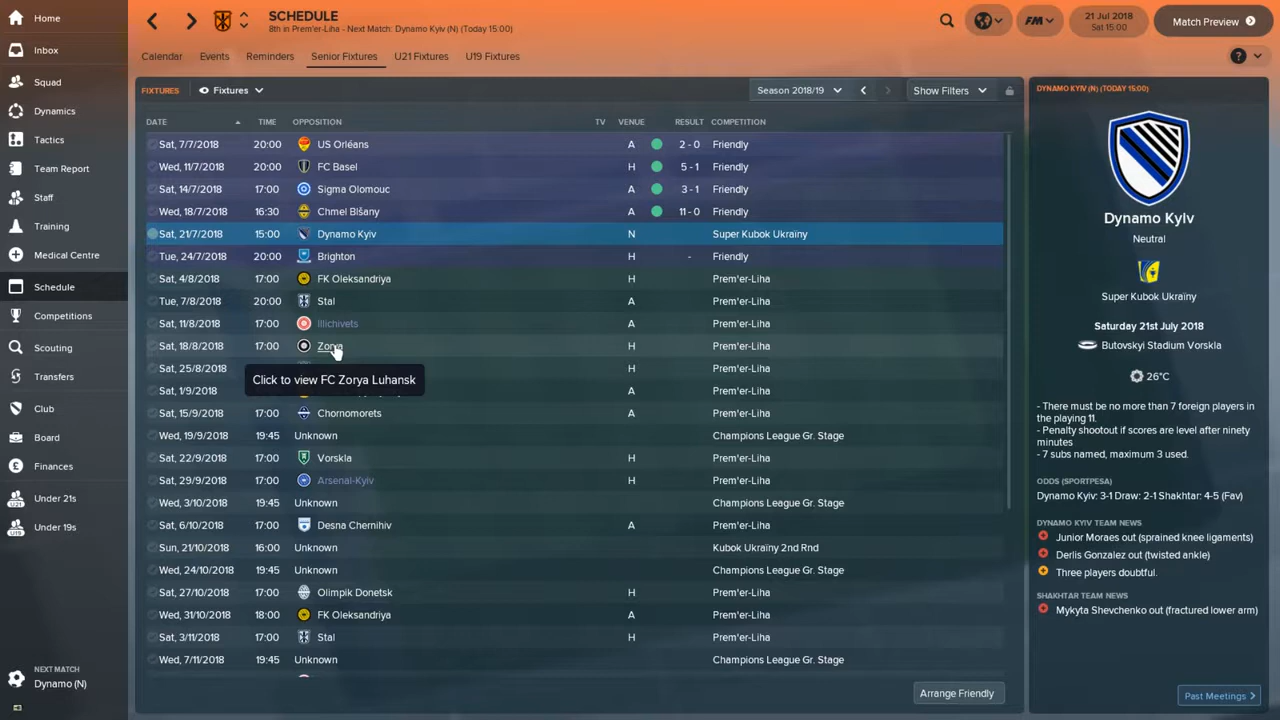 Home
Inbox
Squad
Dynamics
Tactics
Team Report
Staff
Training
Medical Centre
Schedule
Competitions
Scouting
Transfers
Club
Board
Finances
Under 21s
Under 19s
NEXT MATCH
Dynamo (N)
SCHEDULE
8th in Prem'er-Liha - Next Match: Dynamo Kyiv (N) (Today 15:00)
FM
21 Jul 2018
Sat 15:00
Match Preview
Calendar Events Reminders Senior Fixtures U21 Fixtures U19 Fixtures
?
FIXTURES Fixtures Season 2018/19 Show Filters
DATE TIME OPPOSITION TV VENUE RESULT COMPETITION
Sat, 7/7/2018 20:00 US Orléans A 2 - 0 Friendly
Wed, 11/7/2018 20:00 FC Basel H 5 - 1 Friendly
Sat, 14/7/2018 17:00 Sigma Olomouc A 3 - 1 Friendly
Wed, 18/7/2018 16:30 Chmel Blšany A 11 - 0 Friendly
Sat, 21/7/2018 15:00 Dynamo Kyiv N Super Kubok Ukraïny
Tue, 24/7/2018 20:00 Brighton H - Friendly
Sat, 4/8/2018 17:00 FK Oleksandriya H Prem'er-Liha
Tue, 7/8/2018 20:00 Stal A Prem'er-Liha
Sat, 11/8/2018 17:00 Illichivets A Prem'er-Liha
Sat, 18/8/2018 17:00 Zorya H Prem'er-Liha
Sat, 25/8/2018 H Prem'er-Liha
Click to view FC Zorya Luhansk
Sat, 1/9/2018 A Prem'er-Liha
Sat, 15/9/2018 17:00 Chornomorets A Prem'er-Liha
Wed, 19/9/2018 19:45 Unknown Champions League Gr. Stage
Sat, 22/9/2018 17:00 Vorskla H Prem'er-Liha
Sat, 29/9/2018 17:00 Arsenal-Kyiv H Prem'er-Liha
Wed, 3/10/2018 19:45 Unknown Champions League Gr. Stage
Sat, 6/10/2018 17:00 Desna Chernihiv A Prem'er-Liha
Sun, 21/10/2018 16:00 Unknown Kubok Ukraïny 2nd Rnd
Wed, 24/10/2018 19:45 Unknown Champions League Gr. Stage
Sat, 27/10/2018 17:00 Olimpik Donetsk H Prem'er-Liha
Wed, 31/10/2018 18:00 FK Oleksandriya A Prem'er-Liha
Sat, 3/11/2018 17:00 Stal H Prem'er-Liha
Wed, 7/11/2018 19:45 Unknown Champions League Gr. Stage
Arrange Friendly
DYNAMO KYIV (N) (TODAY 15:00)
Dynamo Kyiv
Neutral
Super Kubok Ukraïny
Saturday 21st July 2018
Butovskyi Stadium Vorskla
26°C
- There must be no more than 7 foreign players in
the playing 11.
- Penalty shootout if scores are level after ninety
minutes
- 7 subs named, maximum 3 used.
ODDS (SPORTPESA)
Dynamo Kyiv: 3-1 Draw: 2-1 Shakhtar: 4-5 (Fav)
DYNAMO KYIV TEAM NEWS
Junior Moraes out (sprained knee ligaments)
Derlis Gonzalez out (twisted ankle)
Three players doubtful.
SHAKHTAR TEAM NEWS
Mykyta Shevchenko out (fractured lower arm)
Past Meetings